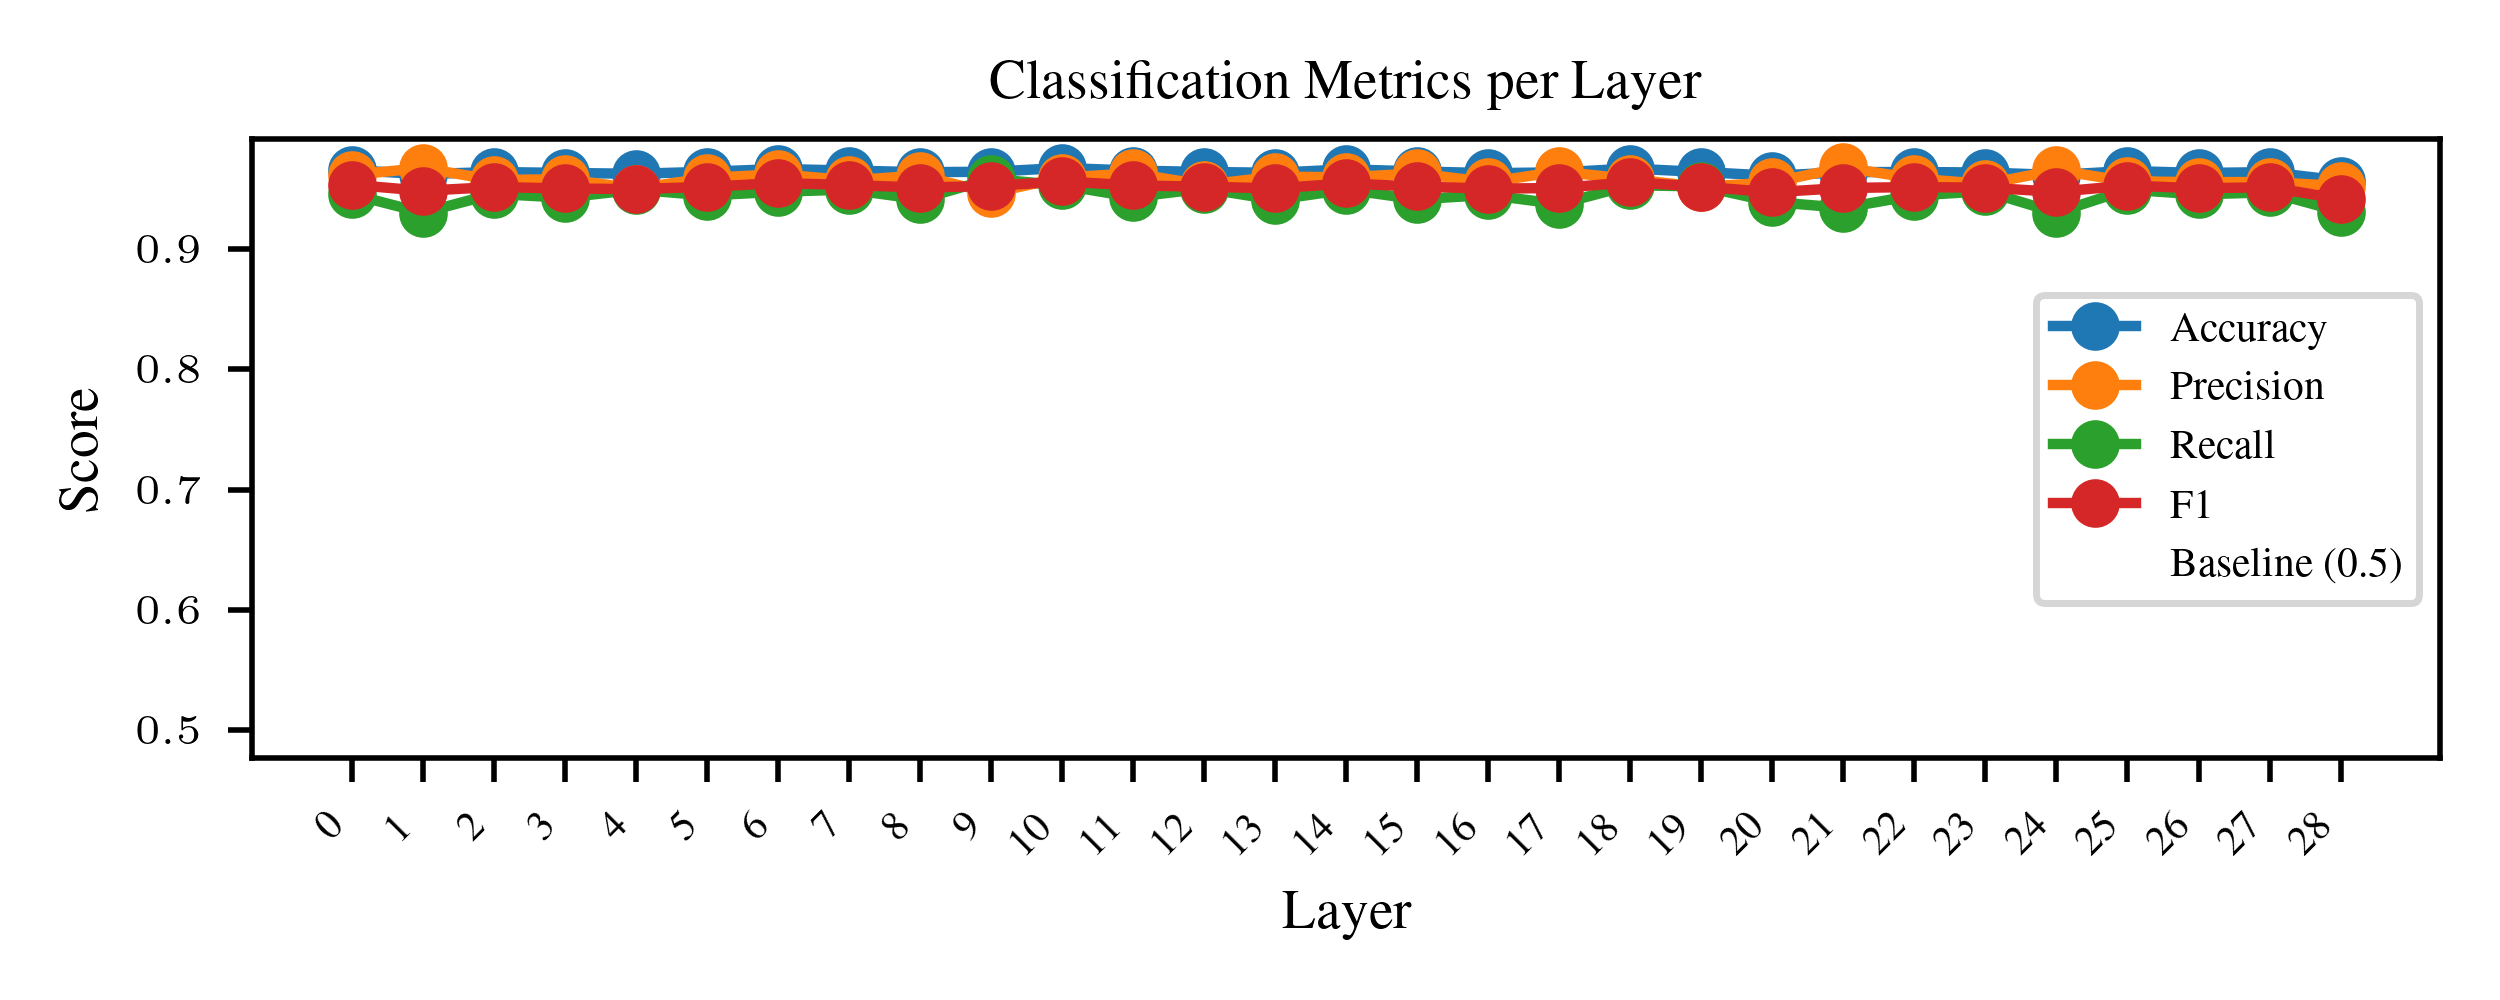 Classification Metrics per Layer
Score
0.9
0.8
0.7
0.6
0.5
Accuracy
Precision
Recall
F1
Baseline (0.5)
0 1 2 3 4 5 6 7 8 9 10 11 12 13 14 15 16 17 18 19 20 21 22 23 24 25 26 27 28
Layer